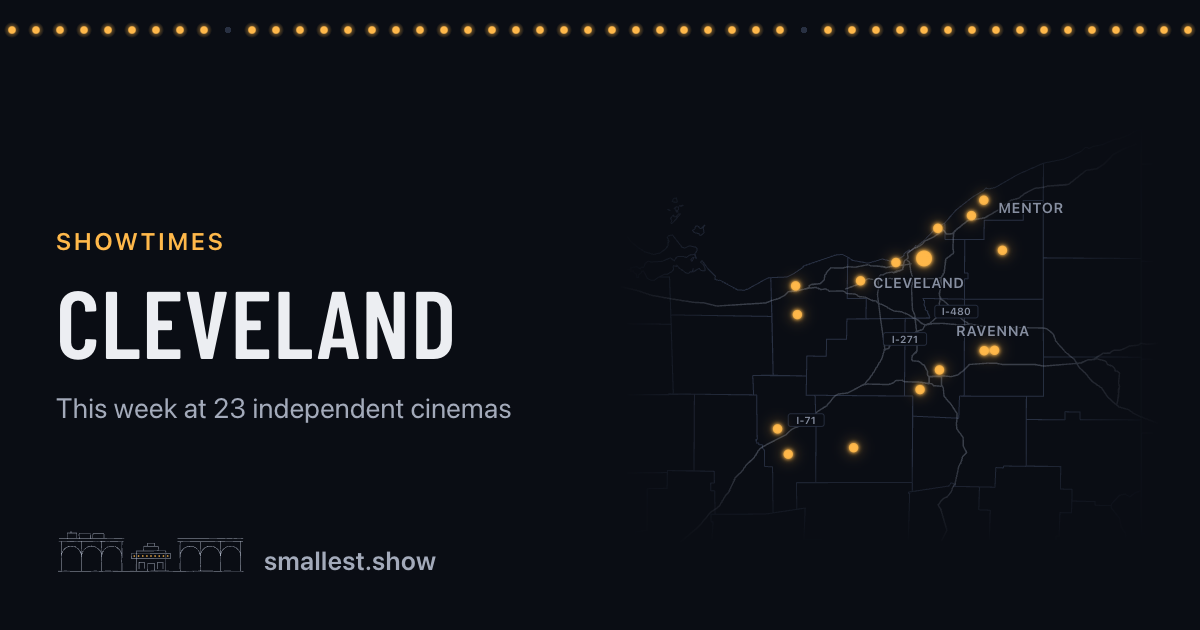 SHOWTIMES
CLEVELAND
This week at 23 independent cinemas
smallest.show
MENTOR
CLEVELAND
I-480
RAVENNA
I-271
I-71